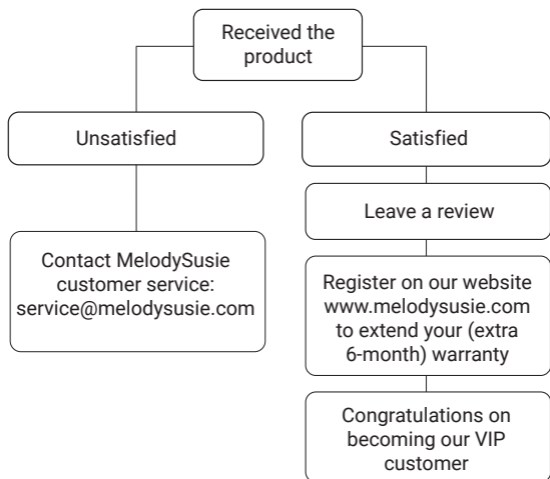 Received the
product
Unsatisfied
Satisfied
Leave a review
Contact MelodySusie
customer service:
service@melodysusie.com
Register on our website
www.melodysusie.com
to extend your (extra
6-month) warranty
Congratulations on
becoming our VIP
customer